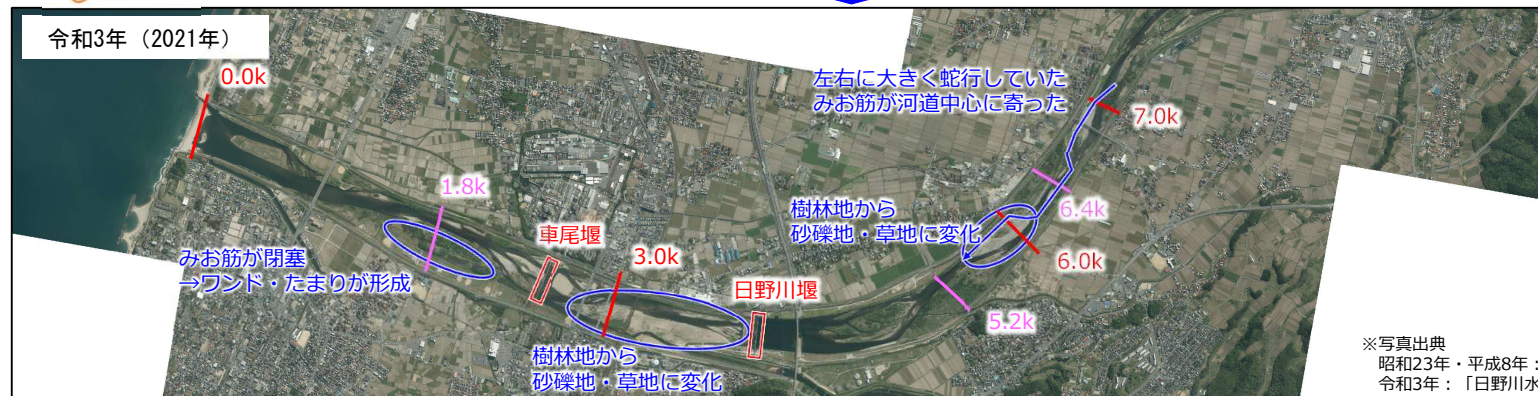 令和3年（2021年）
0.0k
左右に大きく蛇行していた
みお筋が河道中心に寄った
7.0k
1.8k
6.4k
樹林地から
砂礫地・草地に変化
車尾堰
みお筋が閉塞
→ワンド・たまりが形成
3.0k
6.0k
日野川堰
5.2k
樹林地から
砂礫地・草地に変化
※写真出典
昭和23年・平成8年：
令和3年：「日野川水